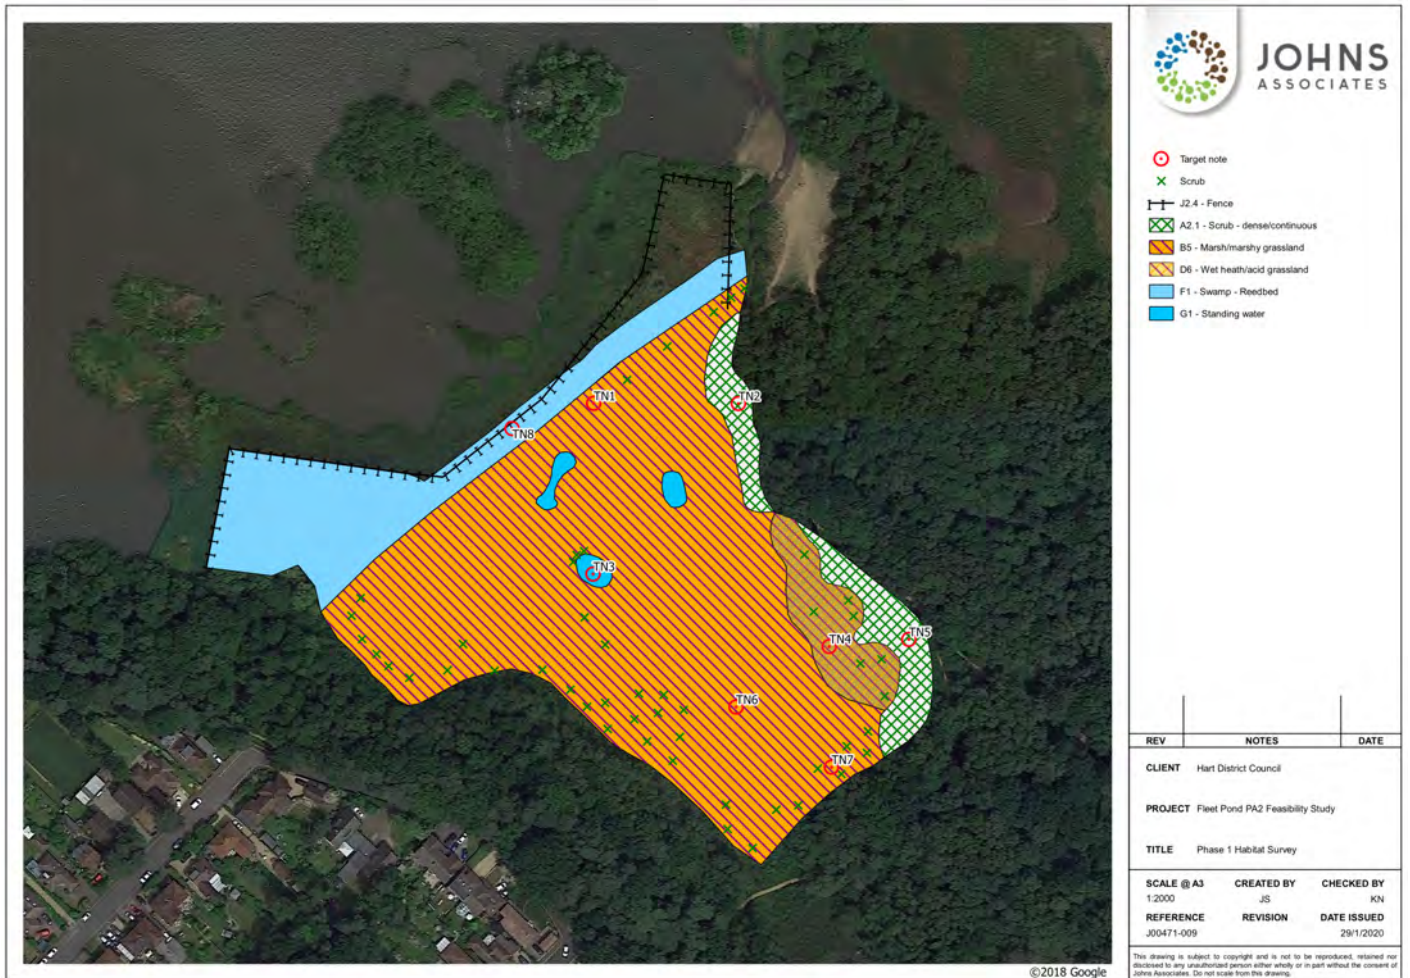 JOHNS
ASSOCIATES
Target note
Scrub
J2.4 - Fence
A2.1 - Scrub - dense/continuous
B5 - Marsh/marshy grassland
D6 - Wet heath/acid grassland
F1 - Swamp - Reedbed
G1 - Standing water
TN1
TN2
TN8
TN3
TN4
TN5
TN6
TN7
REV NOTES DATE
CLIENT Hart District Council
PROJECT Fleet Pond PA2 Feasibility Study
TITLE Phase 1 Habitat Survey
SCALE @ A3 CREATED BY CHECKED BY
1:2000 JS KN
REFERENCE REVISION DATE ISSUED
J00471-009 29/1/2020
This drawing is subject to copyright and is not to be reproduced, retained nor
disclosed to any unauthorized person either wholly or in part without the consent of
Johns Associates. Do not scale from this drawing.
©2018 Google